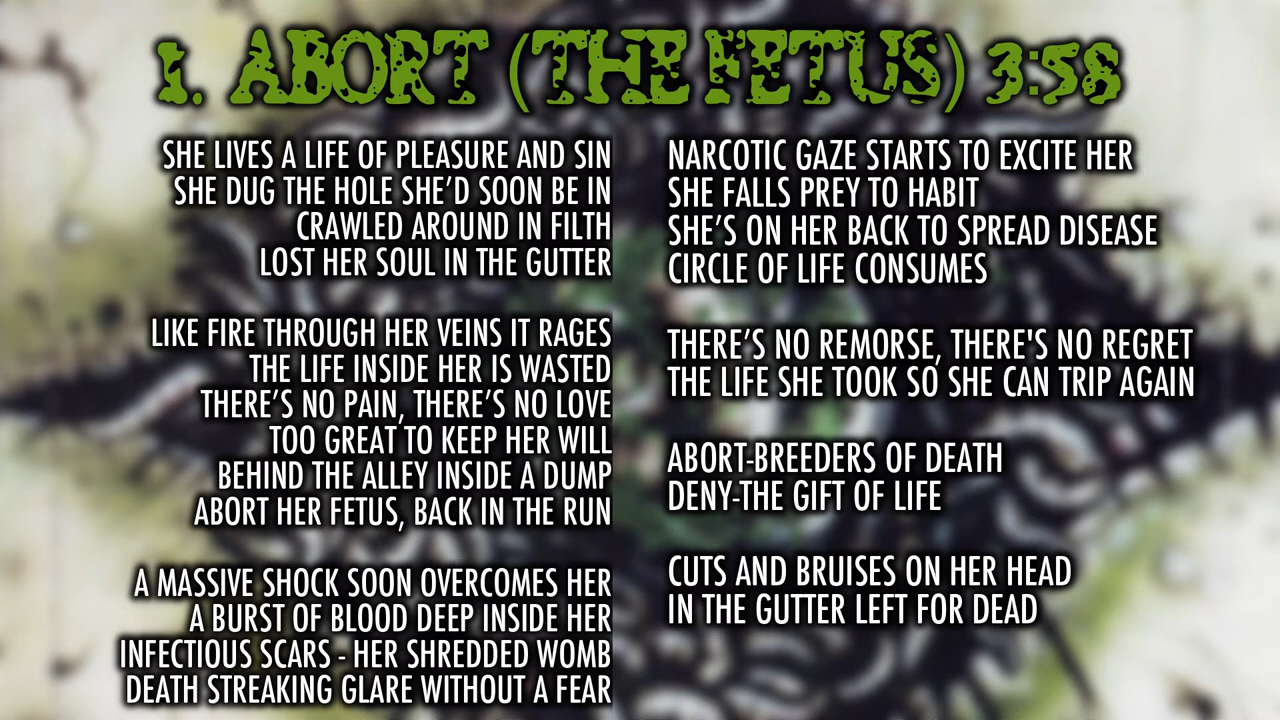 1. ABORT (THE FETUS) 3:58
SHE LIVES A LIFE OF PLEASURE AND SIN
SHE DUG THE HOLE SHE’D SOON BE IN
CRAWLED AROUND IN FILTH
LOST HER SOUL IN THE GUTTER
LIKE FIRE THROUGH HER VEINS IT RAGES
THE LIFE INSIDE HER IS WASTED
THERE’S NO PAIN, THERE’S NO LOVE
TOO GREAT TO KEEP HER WILL
BEHIND THE ALLEY INSIDE A DUMP
ABORT HER FETUS, BACK IN THE RUN
A MASSIVE SHOCK SOON OVERCOMES HER
A BURST OF BLOOD DEEP INSIDE HER
INFECTIOUS SCARS - HER SHREDDED WOMB
DEATH STREAKING GLARE WITHOUT A FEAR
NARCOTIC GAZE STARTS TO EXCITE HER
SHE FALLS PREY TO HABIT
SHE’S ON HER BACK TO SPREAD DISEASE
CIRCLE OF LIFE CONSUMES
THERE’S NO REMORSE, THERE'S NO REGRET
THE LIFE SHE TOOK SO SHE CAN TRIP AGAIN
ABORT-BREEDERS OF DEATH
DENY-THE GIFT OF LIFE
CUTS AND BRUISES ON HER HEAD
IN THE GUTTER LEFT FOR DEAD